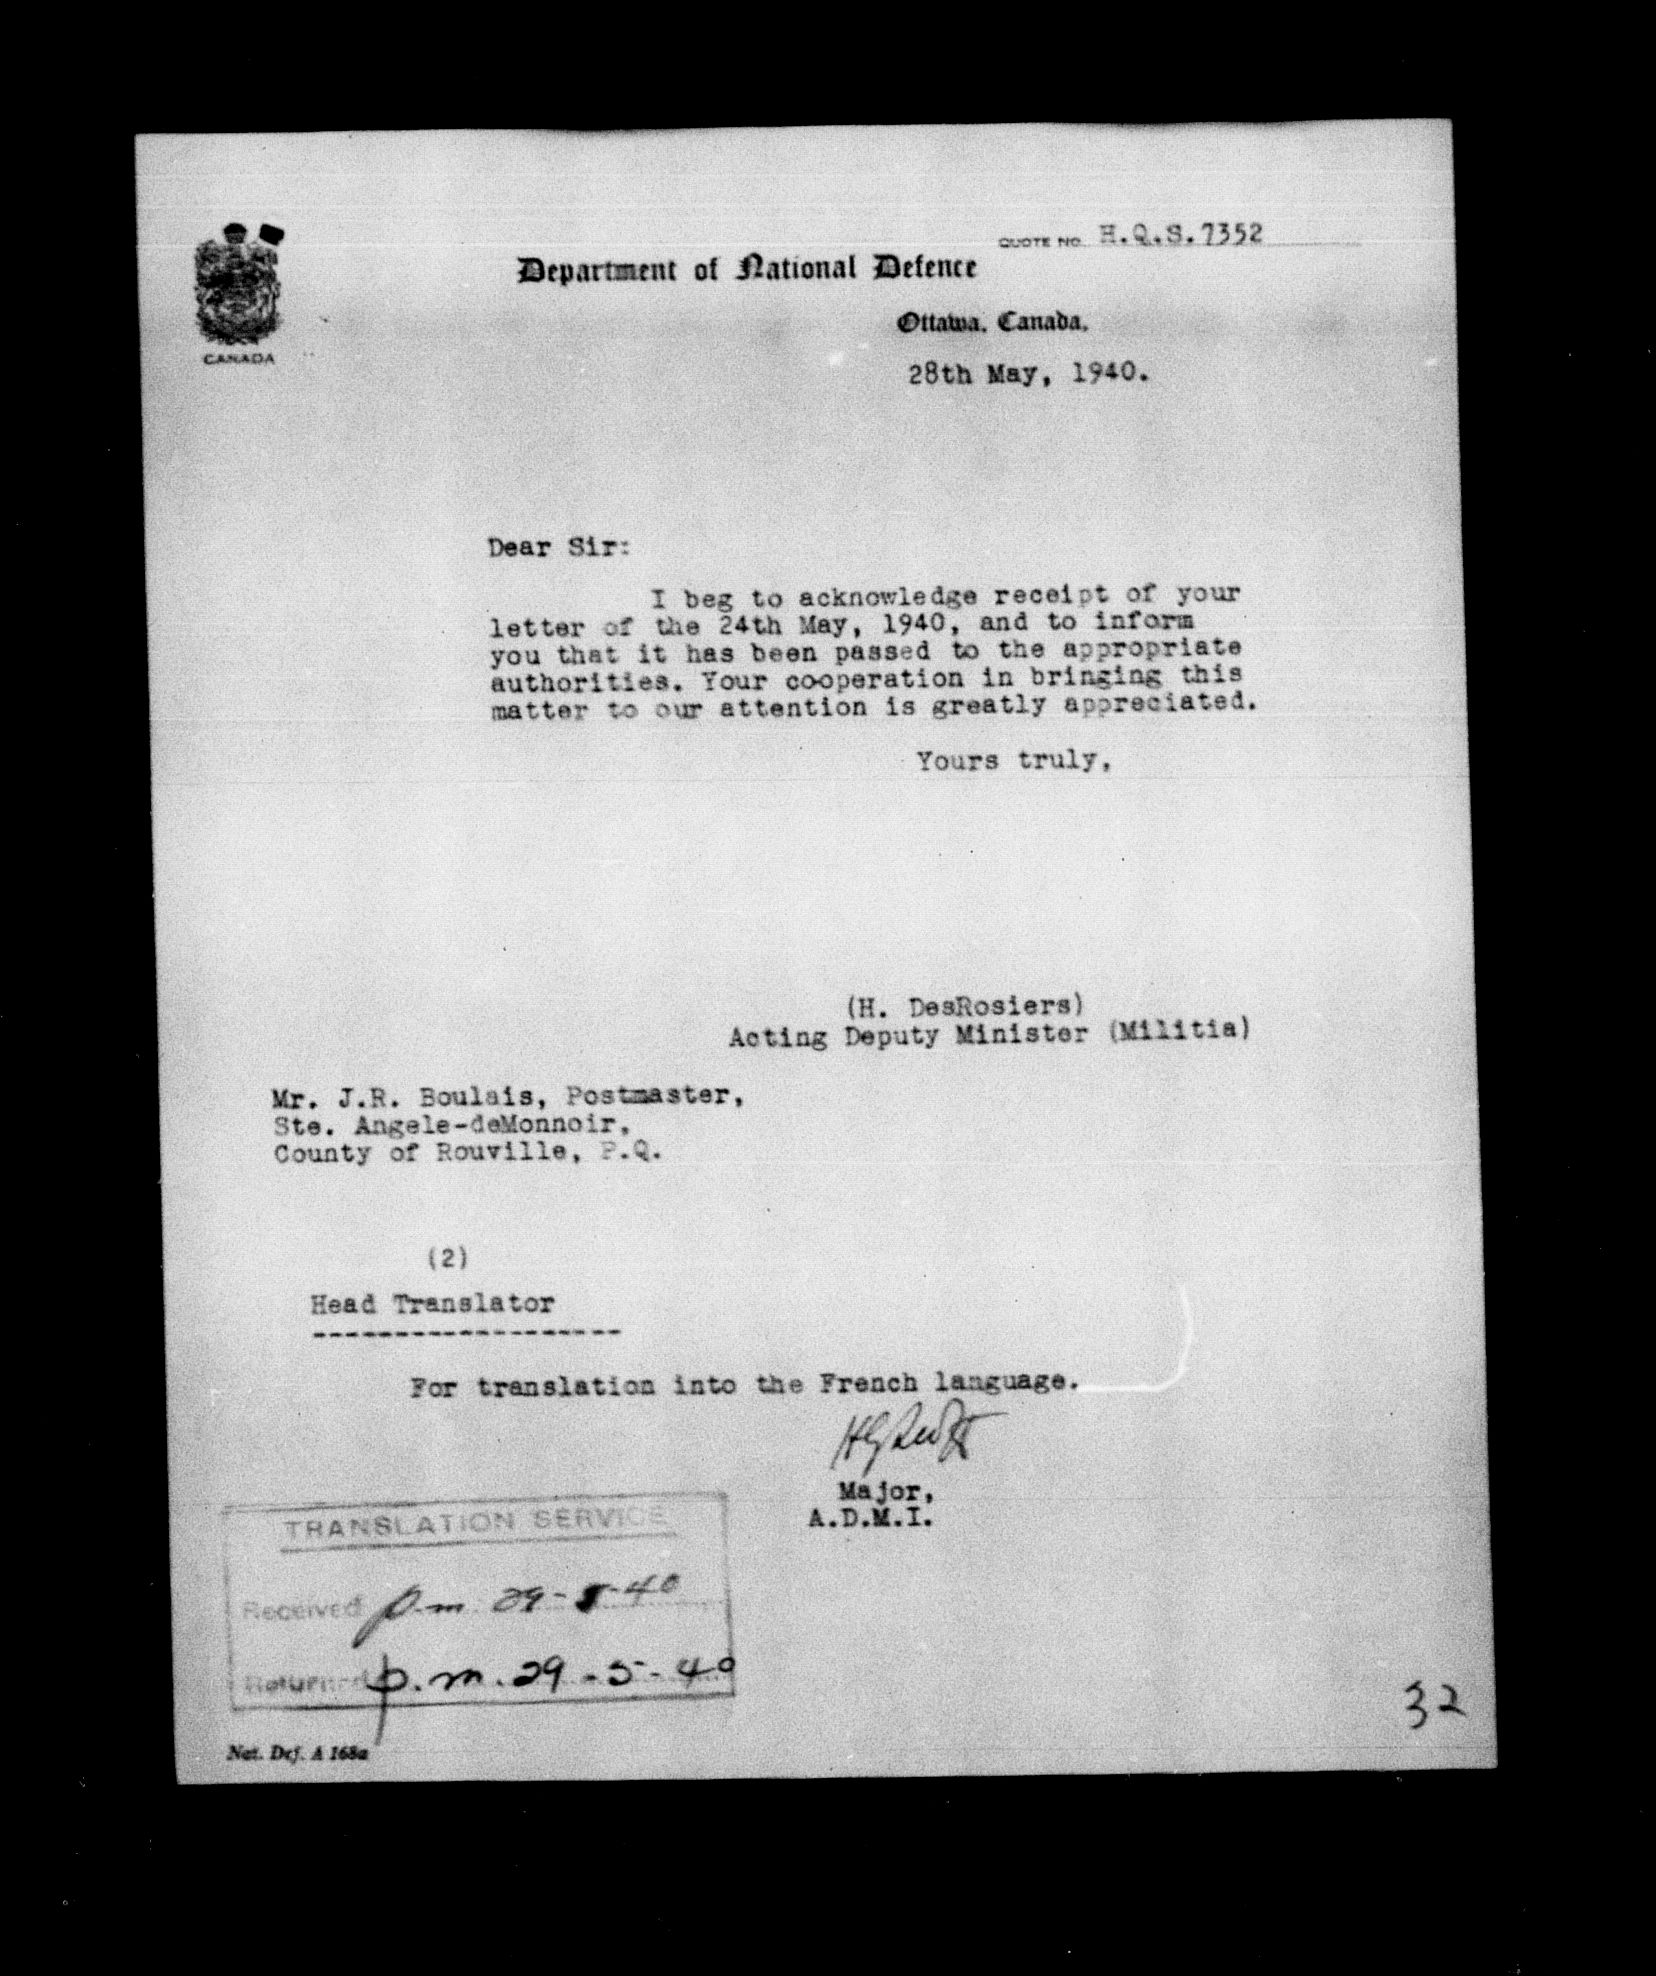 QUOTE NO. H.Q.S. 7352
Department of National Defence
CANADA
Ottawa, Canada,
28th May, 1940.
Dear Sir:
I beg to acknowledge receipt of your
letter of the 24th May, 1940, and to inform
you that it has been passed to the appropriate
authorities. Your cooperation in bringing this
matter to our attention is greatly appreciated.
Yours truly,
(H. DesRosiers)
Acting Deputy Minister (Militia)
Mr. J.R. Boulais, Postmaster,
Ste. Angele-deMonnoir,
County of Rouville, P.Q.
(2)
Head Translator
-------------------
For translation into the French language.
Major,
A.D.M.I.
TRANSLATION SERVICE
Received p.m 29-5-40
Returned p.m. 29-5-40
32
Nat. Def. A 168a